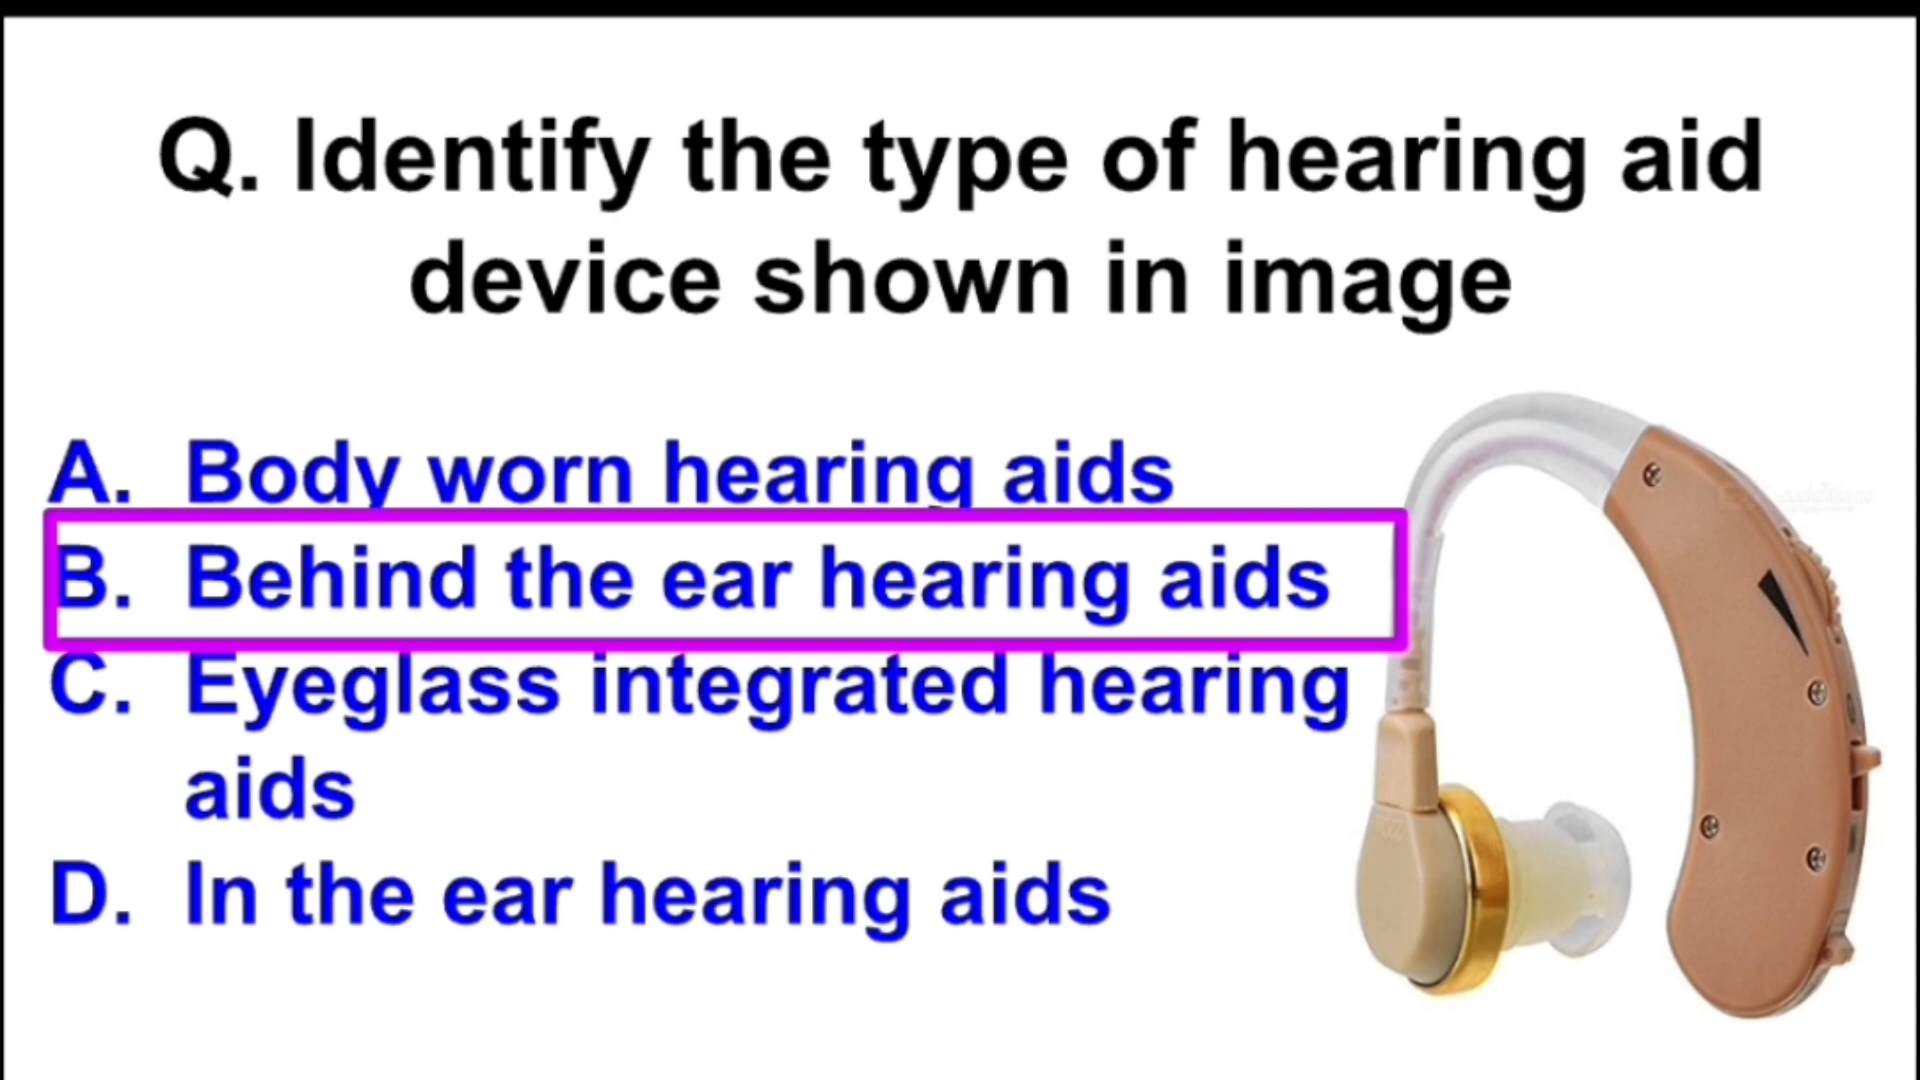 Q. Identify the type of hearing aid
device shown in image
A. Body worn hearing aids
B. Behind the ear hearing aids
C. Eyeglass integrated hearing
aids
D. In the ear hearing aids